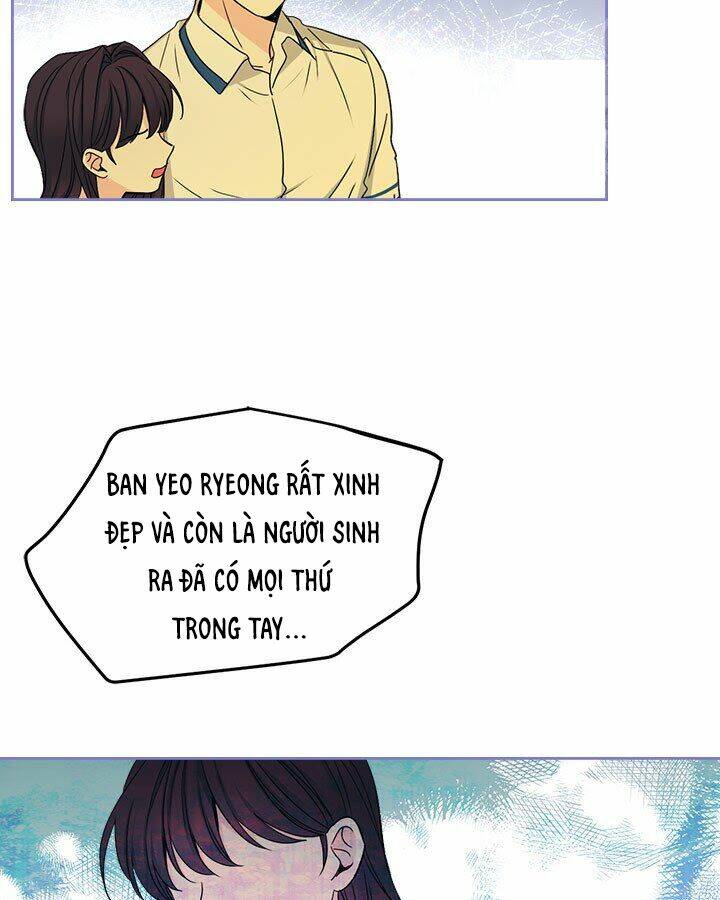 BAN YEO RYEONG RẤT XINH
ĐẸP VÀ CÒN LÀ NGƯỜI SINH
RA ĐÃ CÓ MỌI THỨ
TRONG TAY...